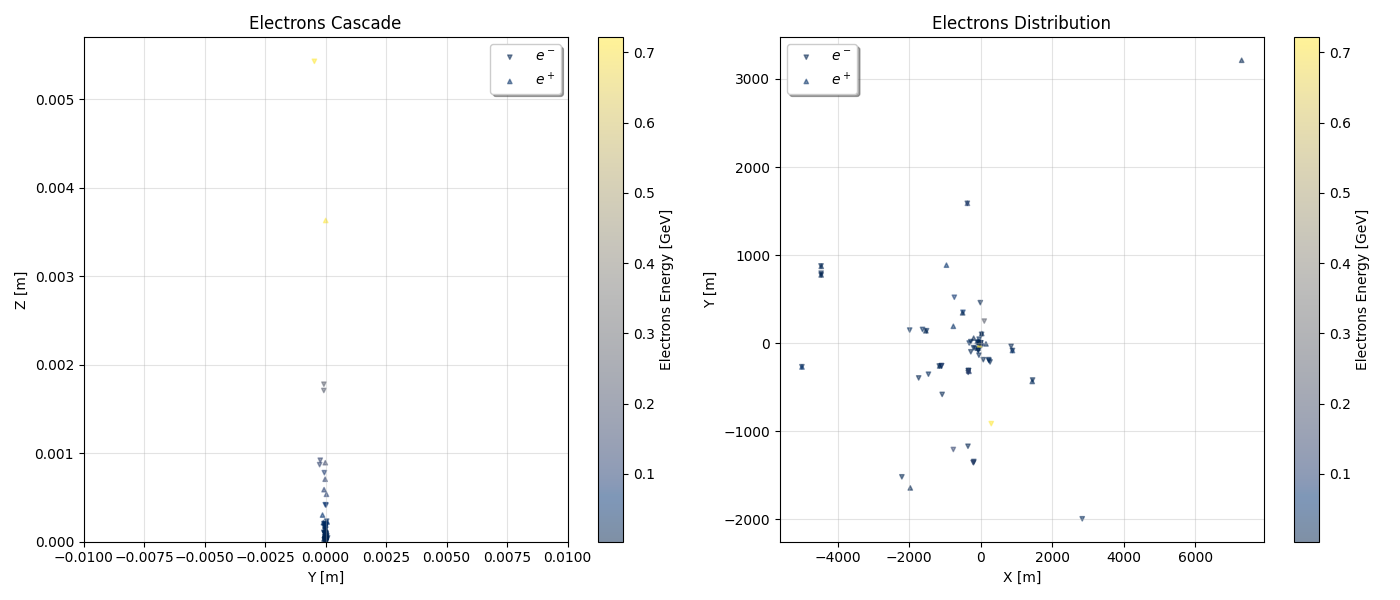 Electrons Cascade
e⁻
e⁺
Z [m]
0.005
0.004
0.003
0.002
0.001
0.000
−0.0100 −0.0075 −0.0050 −0.0025 0.0000 0.0025 0.0050 0.0075 0.0100
Y [m]
0.7
0.6
0.5
0.4
0.3
0.2
0.1
Electrons Energy [GeV]
Electrons Distribution
e⁻
e⁺
Y [m]
3000
2000
1000
0
−1000
−2000
−4000 −2000 0 2000 4000 6000
X [m]
0.7
0.6
0.5
0.4
0.3
0.2
0.1
Electrons Energy [GeV]